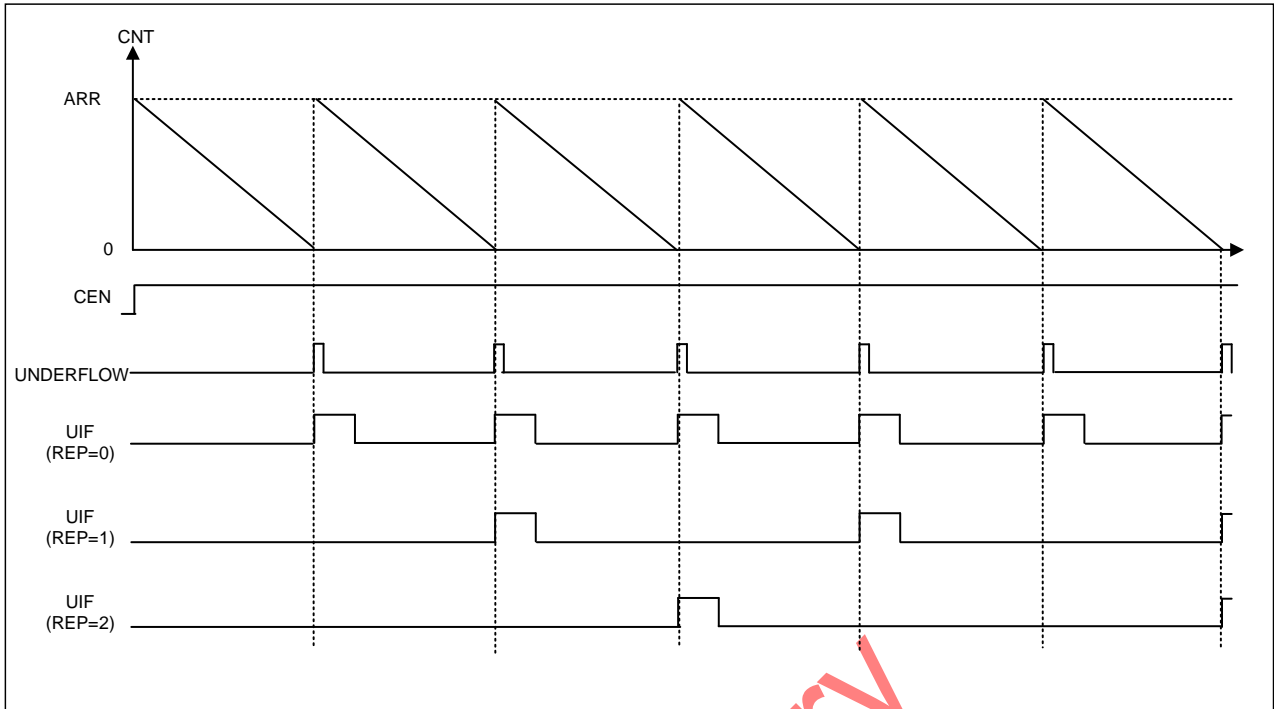 CNT
ARR
0
CEN
UNDERFLOW
UIF
(REP=0)
UIF
(REP=1)
UIF
(REP=2)